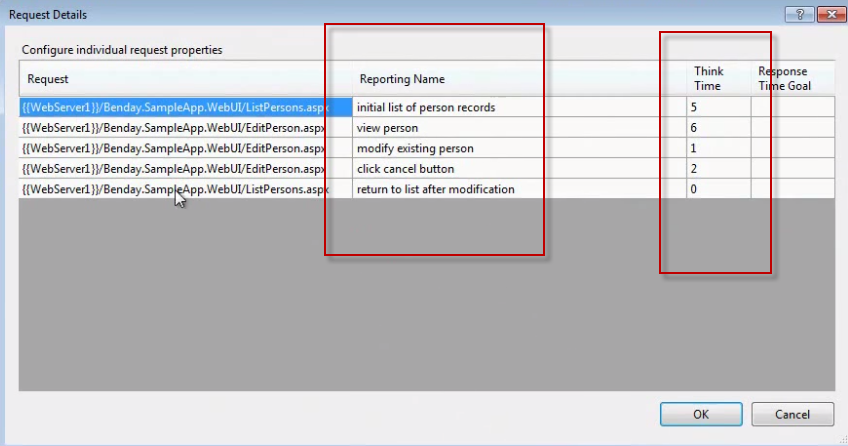 Request Details
Configure individual request properties
Request Reporting Name Think Time Response Time Goal
{{WebServer1}}/Benday.SampleApp.WebUI/ListPersons.aspx initial list of person records 5
{{WebServer1}}/Benday.SampleApp.WebUI/EditPerson.aspx view person 6
{{WebServer1}}/Benday.SampleApp.WebUI/EditPerson.aspx modify existing person 1
{{WebServer1}}/Benday.SampleApp.WebUI/EditPerson.aspx click cancel button 2
{{WebServer1}}/Benday.SampleApp.WebUI/ListPersons.aspx return to list after modification 0
OK Cancel